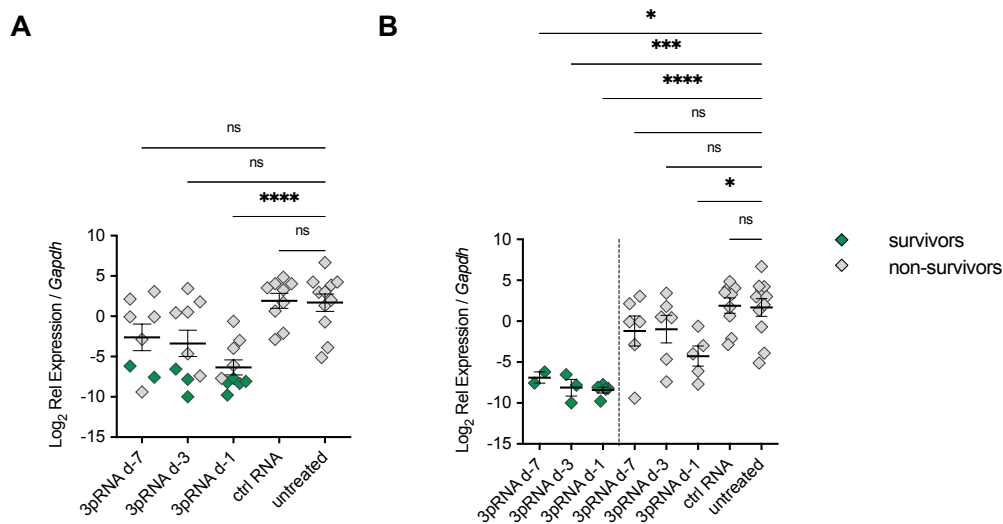 A
ns
ns
****
ns
Log2 Rel Expression / Gapdh
10
5
0
-5
-10
-15
3pRNA d-7
3pRNA d-3
3pRNA d-1
ctrl RNA
untreated
B
*
***
****
ns
ns
*
ns
Log2 Rel Expression / Gapdh
10
5
0
-5
-10
-15
3pRNA d-7
3pRNA d-3
3pRNA d-1
3pRNA d-7
3pRNA d-3
3pRNA d-1
ctrl RNA
untreated
survivors
non-survivors